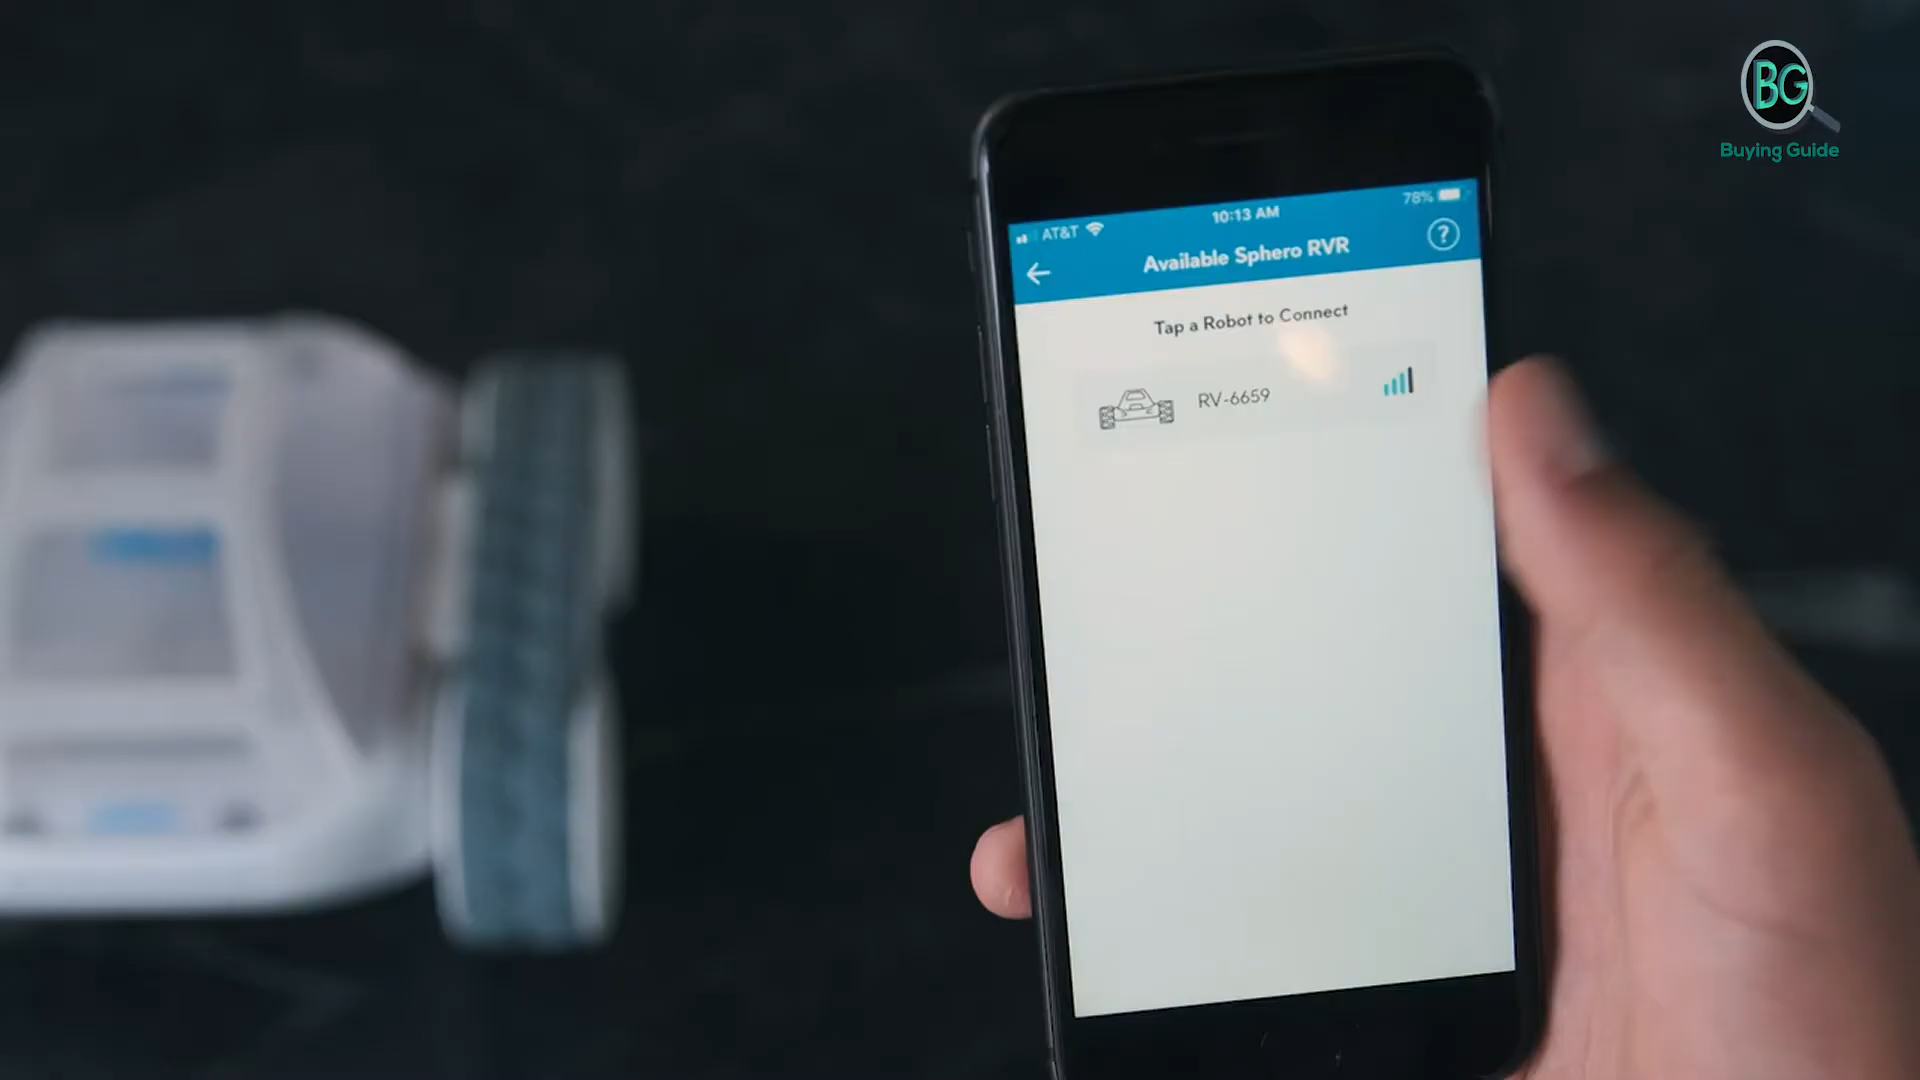 BG
Buying Guide
AT&T
10:13 AM
78%
Available Sphero RVR
?
Tap a Robot to Connect
RV-6659